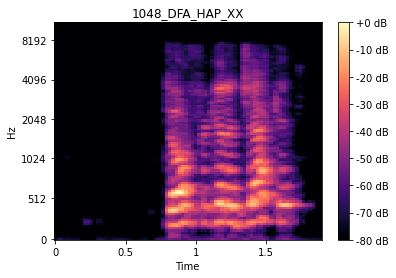 1048_DFA_HAP_XX
8192
4096
2048
1024
512
0
Hz
0
0.5
1
1.5
Time
+0 dB
-10 dB
-20 dB
-30 dB
-40 dB
-50 dB
-60 dB
-70 dB
-80 dB